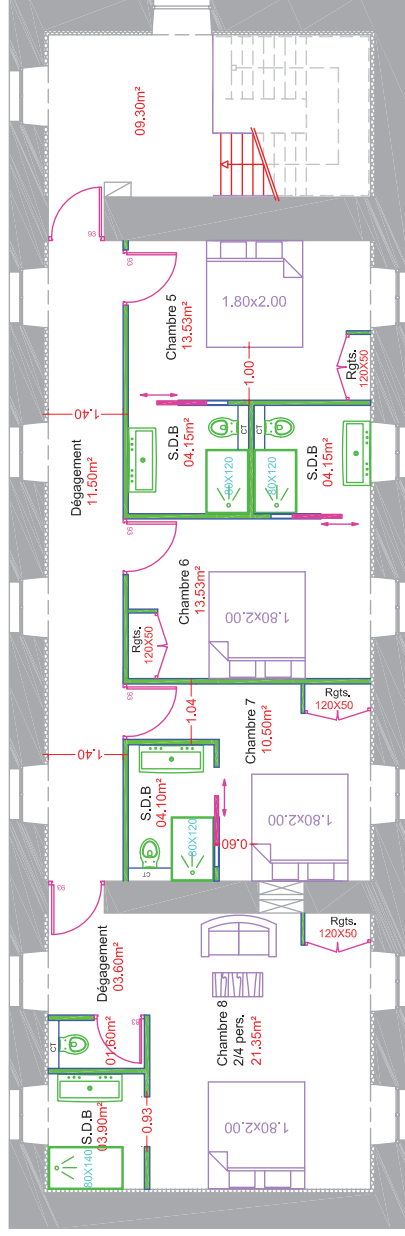 09.30m²
93
93
Chambre 5
13.53m²
1.80x2.00
1.00
Rgts.
120X50
1.40
Dégagement
11.50m²
S.D.B
04.15m²
CT
80X120
CT
80X120
S.D.B
04.15m²
93
Chambre 6
13.53m²
Rgts.
120X50
1.80x2.00
93
1.04
1.40
Chambre 7
10.50m²
Rgts.
120X50
S.D.B
04.10m²
80X120
CT
0.60
1.80x2.00
93
Dégagement
03.60m²
Rgts.
120X50
Chambre 8
2/4 pers.
21.35m²
CT
01.60m²
93
S.D.B
03.90m²
80X140
0.93
1.80x2.00